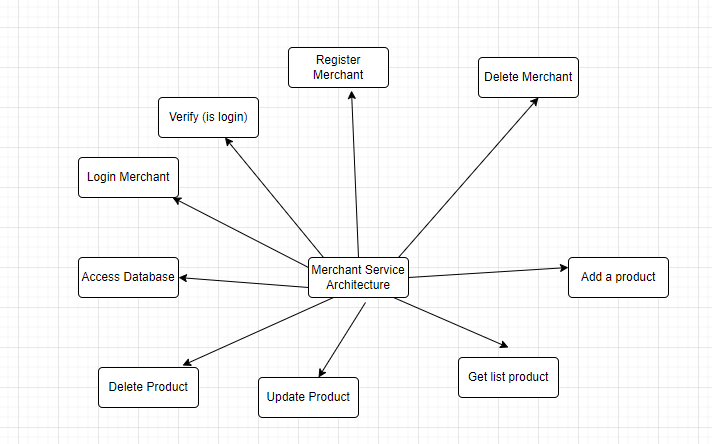 Register
Merchant
Delete Merchant
Verify (is login)
Login Merchant
Merchant Service
Architecture
Access Database
Add a product
Delete Product
Update Product
Get list product